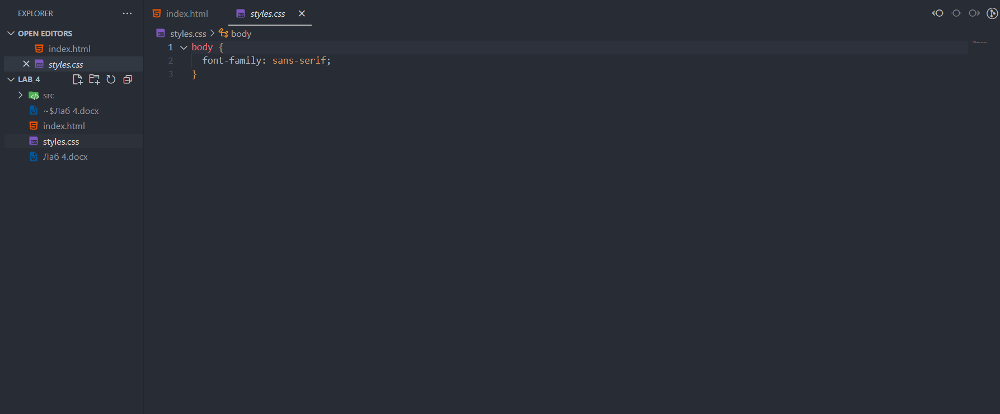 EXPLORER
OPEN EDITORS
index.html
styles.css
LAB_4
src
~$Лаб 4.docx
index.html
styles.css
Лаб 4.docx
index.html
styles.css
styles.css > body
1 body {
2 font-family: sans-serif;
3 }